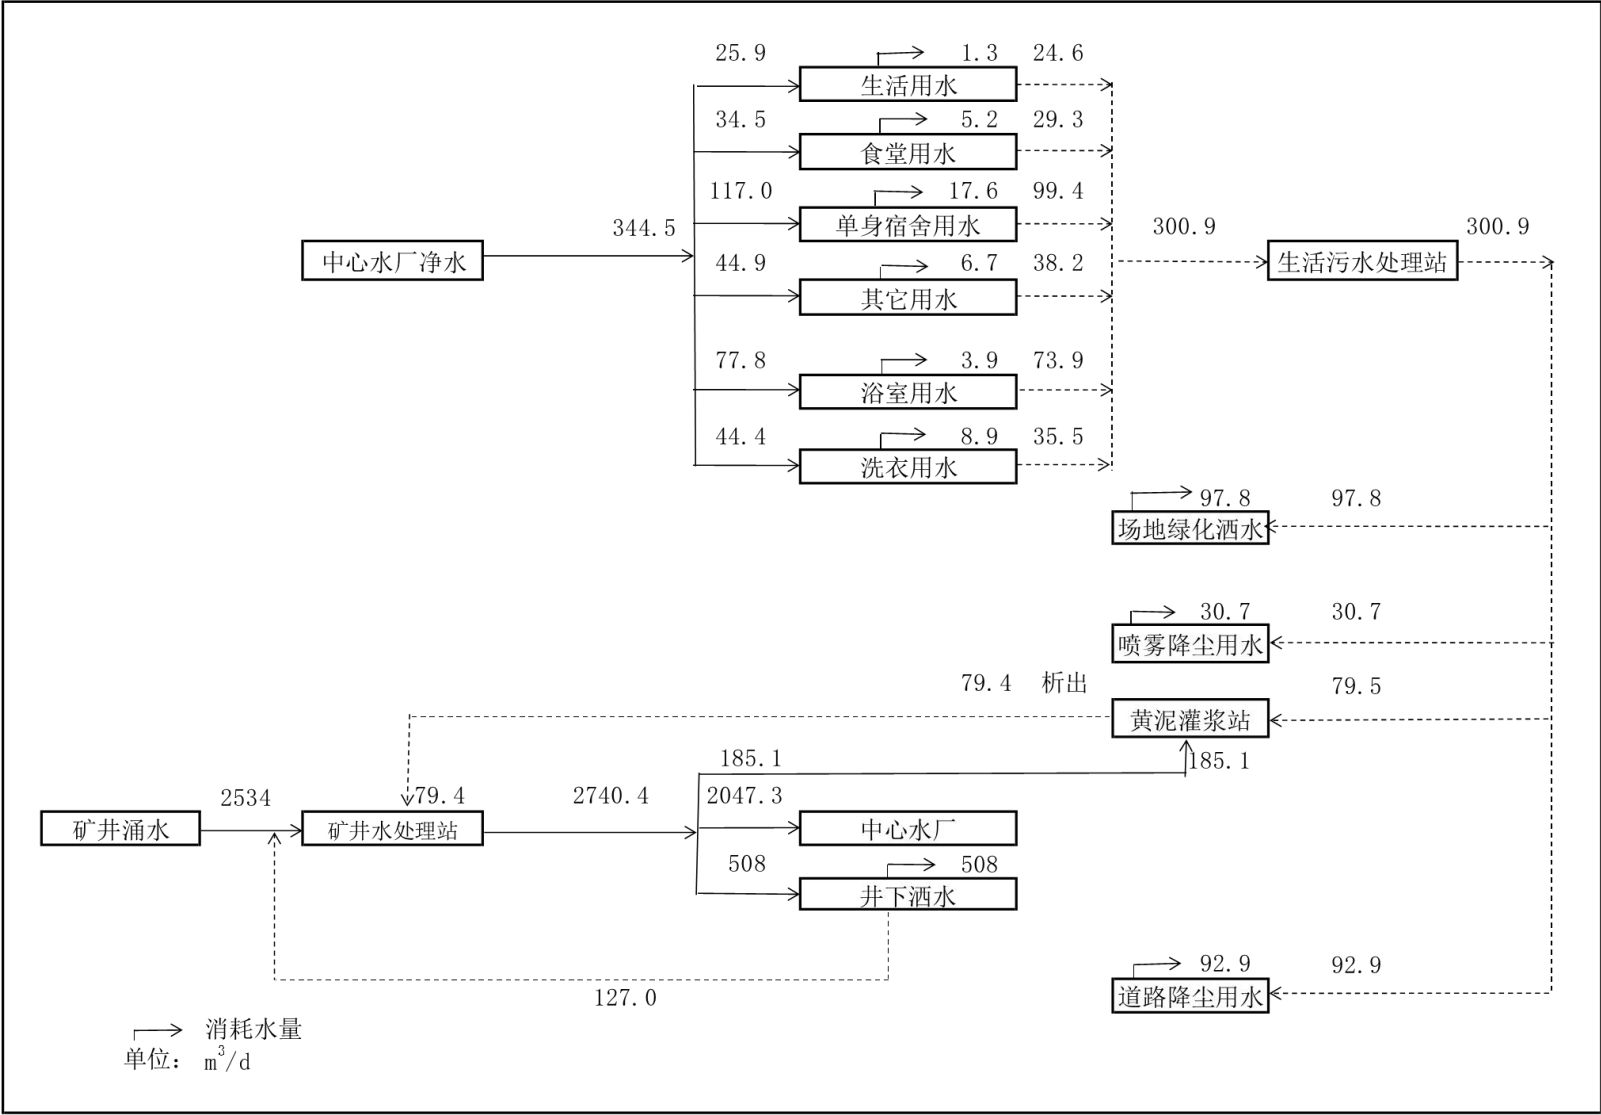 25.9 1.3 24.6
生活用水
34.5 5.2 29.3
食堂用水
117.0 17.6 99.4
单身宿舍用水
344.5
中心水厂净水
44.9 6.7 38.2
其它用水
300.9
生活污水处理站
300.9
77.8 3.9 73.9
浴室用水
44.4 8.9 35.5
洗衣用水
97.8 97.8
场地绿化洒水
30.7 30.7
喷雾降尘用水
79.4 析出 79.5
黄泥灌浆站
185.1 185.1
2534 79.4 2740.4 2047.3
矿井涌水 矿井水处理站 中心水厂
508 508
井下洒水
127.0
92.9 92.9
道路降尘用水
消耗水量
单位: m³/d